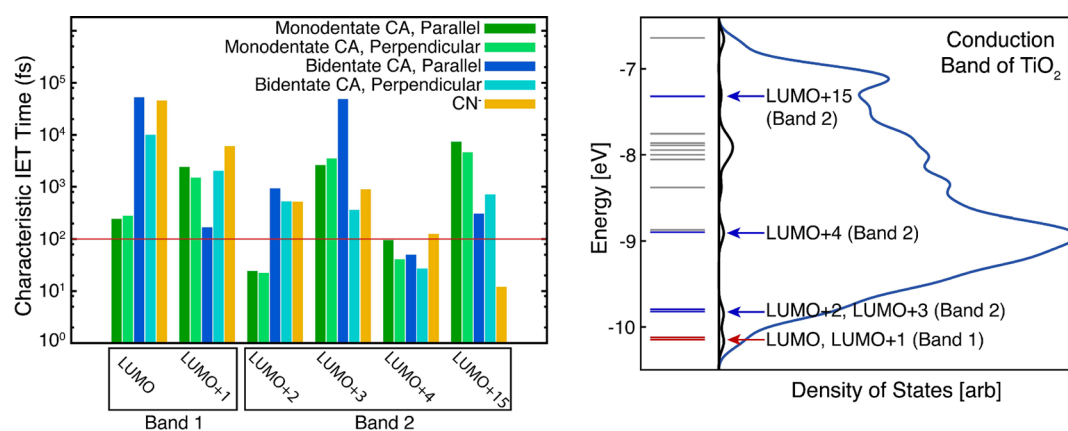 Monodentate CA, Parallel
Monodentate CA, Perpendicular
Bidentate CA, Parallel
Bidentate CA, Perpendicular
CN⁻
Characteristic IET Time (fs)
10⁵
10⁴
10³
10²
10¹
10⁰
LUMO
LUMO+1
LUMO+2
LUMO+3
LUMO+4
LUMO+15
Band 1
Band 2
Conduction
Band of TiO₂
Energy [eV]
-7
-8
-9
-10
LUMO+15
(Band 2)
LUMO+4 (Band 2)
LUMO+2, LUMO+3 (Band 2)
LUMO, LUMO+1 (Band 1)
Density of States [arb]